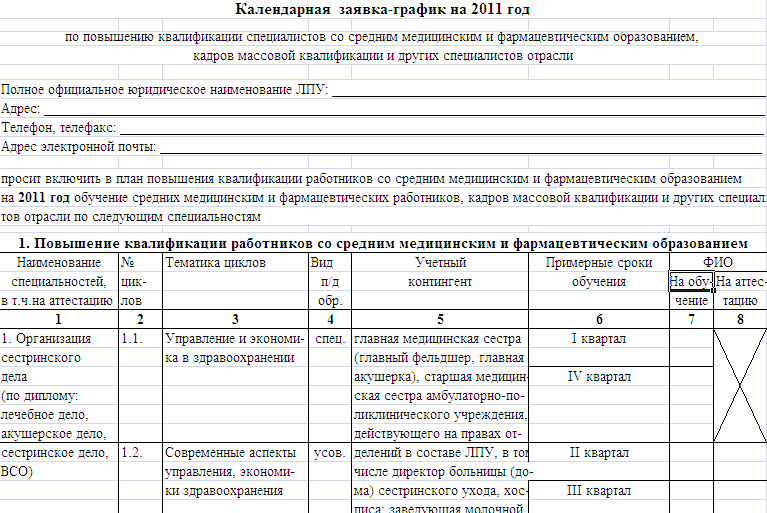 Календарная заявка-график на 2011 год
по повышению квалификации специалистов со средним медицинским и фармацевтическим образованием,
кадров массовой квалификации и других специалистов отрасли
Полное официальное юридическое наименование ЛПУ:
Адрес:
Телефон, телефакс:
Адрес электронной почты:
просит включить в план повышения квалификации работников со средним медицинским и фармацевтическим образованием
на 2011 год обучение средних медицинским и фармацевтических работников, кадров массовой квалификации и других специал
тов отрасли по следующим специальностям
1. Повышение квалификации работников со средним медицинским и фармацевтическим образованием
Наименование № Тематика циклов Вид Учетный Примерные сроки ФИО
специальностей, цик- п/д контингент обучения На обу- На аттес-
в т.ч.на аттестацию лов обр. чение тацию
1 2 3 4 5 6 7 8
1. Организация 1.1. Управление и экономи- спец. главная медицинская сестра I квартал
сестринского ка в здравоохранении (главный фельдшер, главная
дела акушерка), старшая медицин- IV квартал
(по диплому: ская сестра амбулаторно-по-
лечебное дело, ликлинического учреждения,
акушерское дело, действующего на правах от-
сестринское дело, 1.2. Современные аспекты усов. делений в составе ЛПУ, в том II квартал
ВСО) управления, экономи- числе директор больницы (до-
ки здравоохранения ма) сестринского ухода, хос- III квартал
писа; заведующая молочной